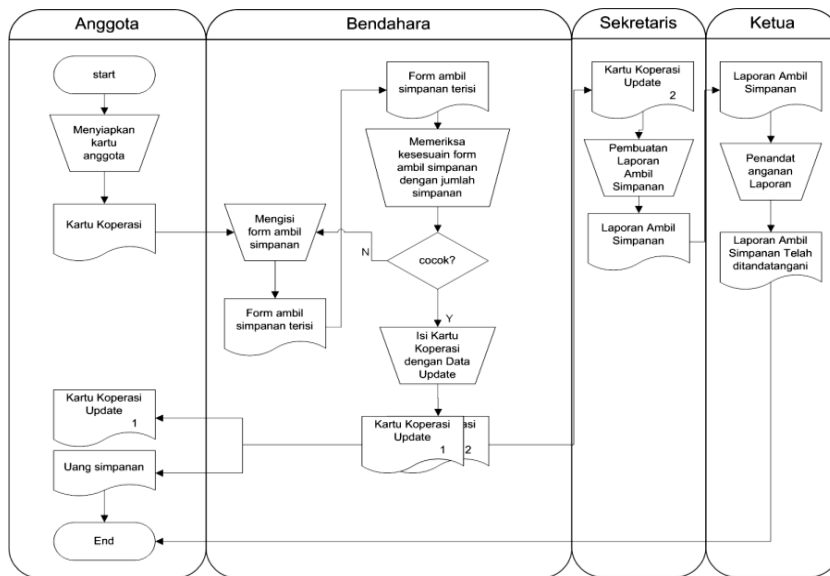 Anggota
Bendahara
Sekretaris
Ketua
start
Menyiapkan
kartu
anggota
Kartu Koperasi
Mengisi
form ambil
simpanan
Form ambil
simpanan terisi
Form ambil
simpanan terisi
Memeriksa
kesesuain form
ambil simpanan
dengan jumlah
simpanan
N
cocok?
Y
Isi Kartu
Koperasi
dengan Data
Update
Kartu Koperasi
Update
1
asi
2
Kartu Koperasi
Update
2
Pembuatan
Laporan
Ambil
Simpanan
Laporan Ambil
Simpanan
Laporan Ambil
Simpanan
Penandat
anganan
Laporan
Laporan Ambil
Simpanan Telah
ditandatangani
Kartu Koperasi
Update
1
Uang simpanan
End